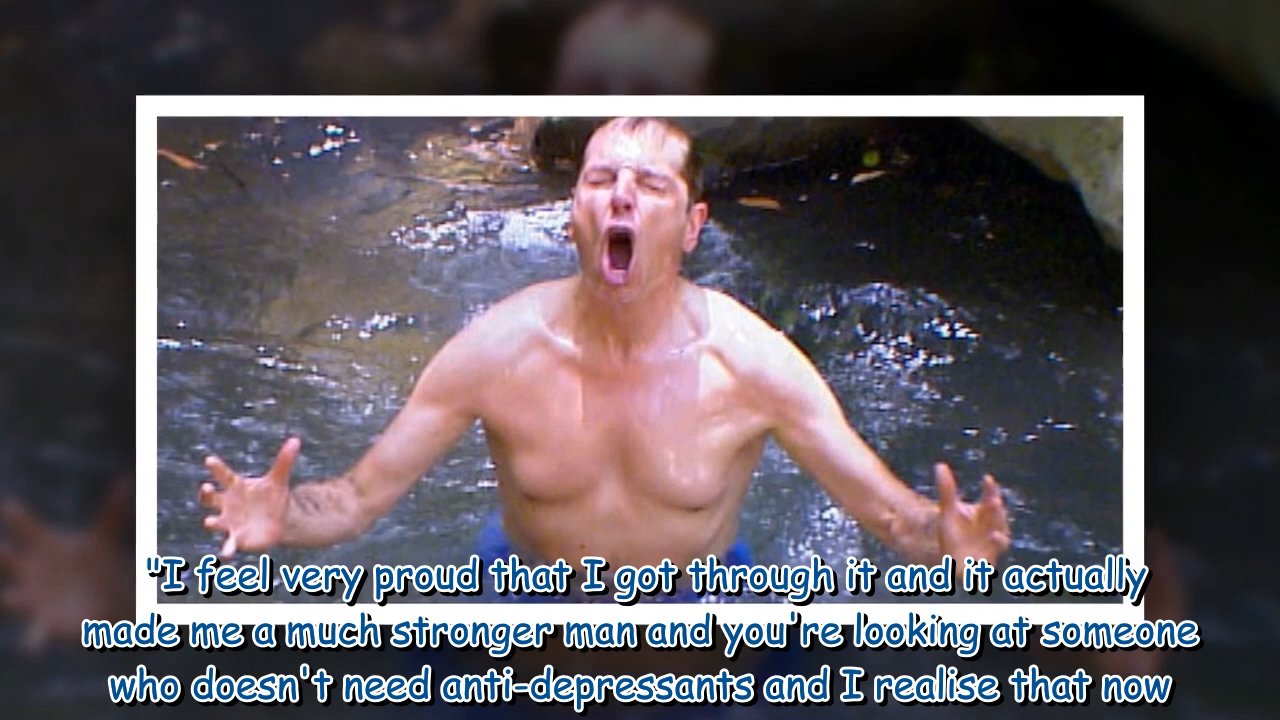 "I feel very proud that I got through it and it actually
made me a much stronger man and you're looking at someone
who doesn't need anti-depressants and I realise that now